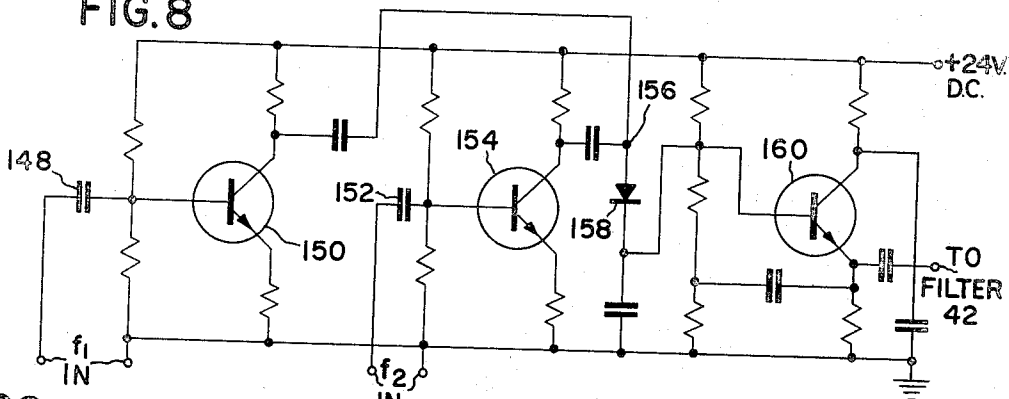 FIG. 8
+24V.
D.C.
156
154
160
148
152
158
150
TO
FILTER
42
f1
IN
f2
IN